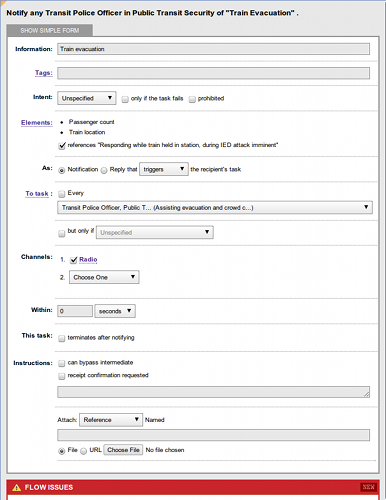 Notify any Transit Police Officer in Public Transit Security of "Train Evacuation" .
SHOW SIMPLE FORM
Information: Train evacuation
Tags:
Intent: Unspecified only if the task fails prohibited
Elements: Passenger count
Train location
references "Responding while train held in station, during IED attack imminent"
As: Notification Reply that triggers the recipient's task
To task : Every
Transit Police Officer, Public T... (Assisting evacuation and crowd c...)
but only if Unspecified
Channels: 1. Radio
2. Choose One
Within: 0 seconds
This task: terminates after notifying
Instructions: can bypass intermediate
receipt confirmation requested
Attach: Reference Named
File URL Choose File No file chosen
FLOW ISSUES NEW